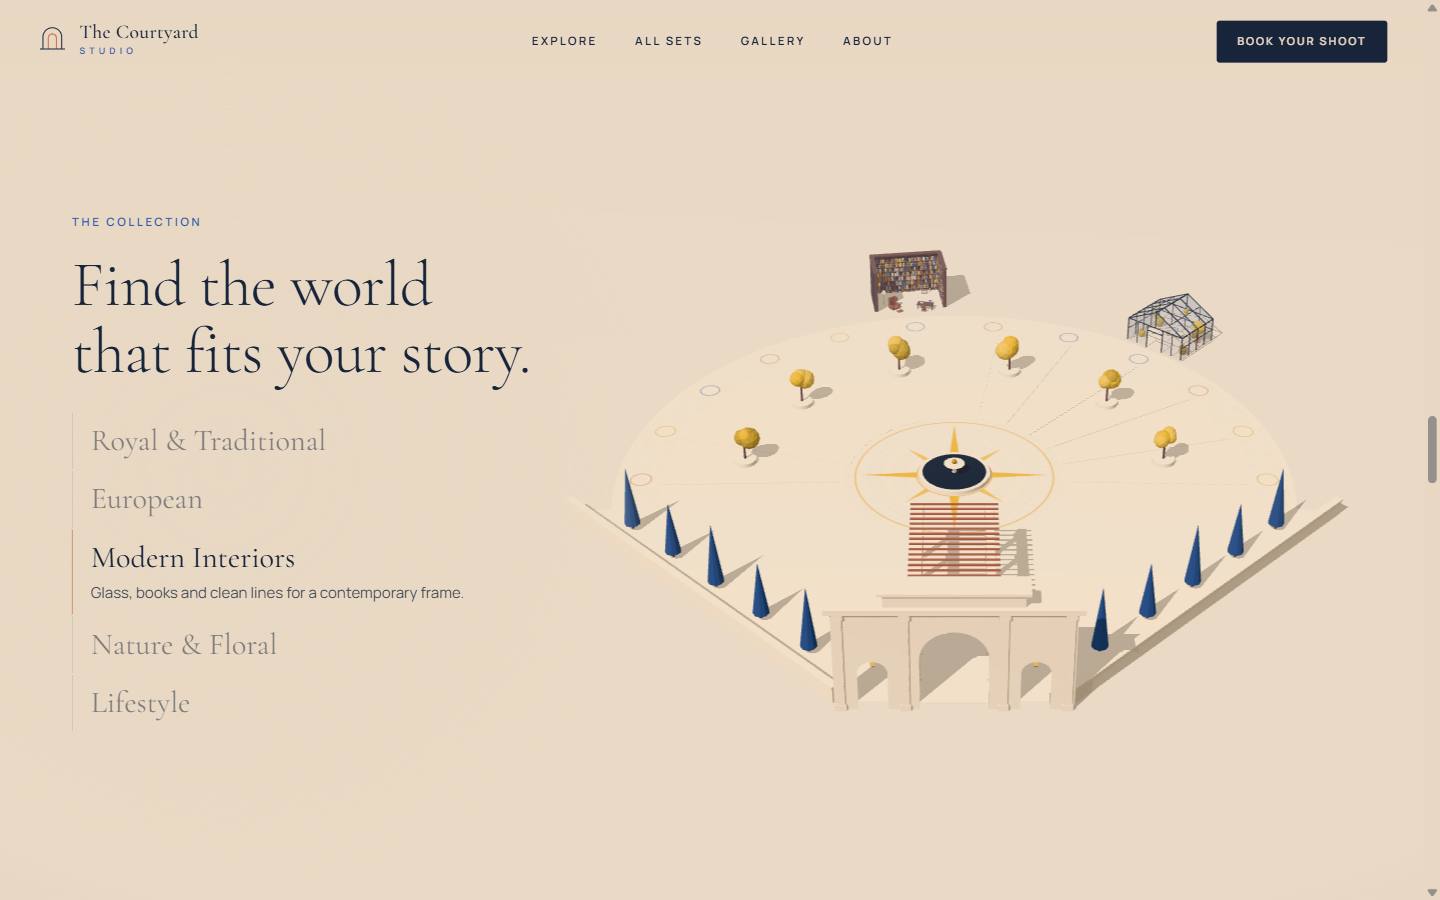 The Courtyard
STUDIO
EXPLORE
ALL SETS
GALLERY
ABOUT
BOOK YOUR SHOOT
THE COLLECTION
Find the world
that fits your story.
Royal & Traditional
European
Modern Interiors
Glass, books and clean lines for a contemporary frame.
Nature & Floral
Lifestyle